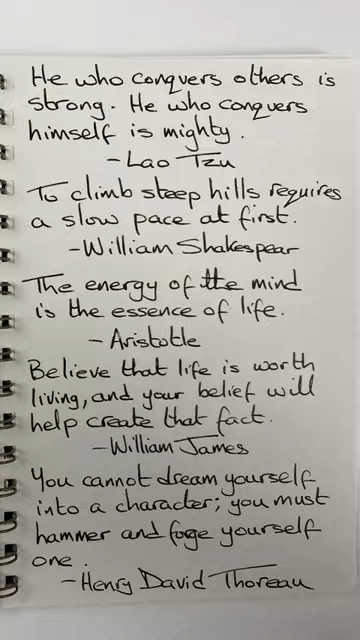 He who conquers others is
strong. He who conquers
himself is mighty.
-Lao Tzu
To climb steep hills requires
a slow pace at first.
-William Shakespear
The energy of the mind
is the essence of life.
- Aristotle
Believe that life is worth
living, and your belief will
help create that fact.
-William James
You cannot dream yourself
into a character; you must
hammer and foge yourself
one.
-Henry David Thoreau